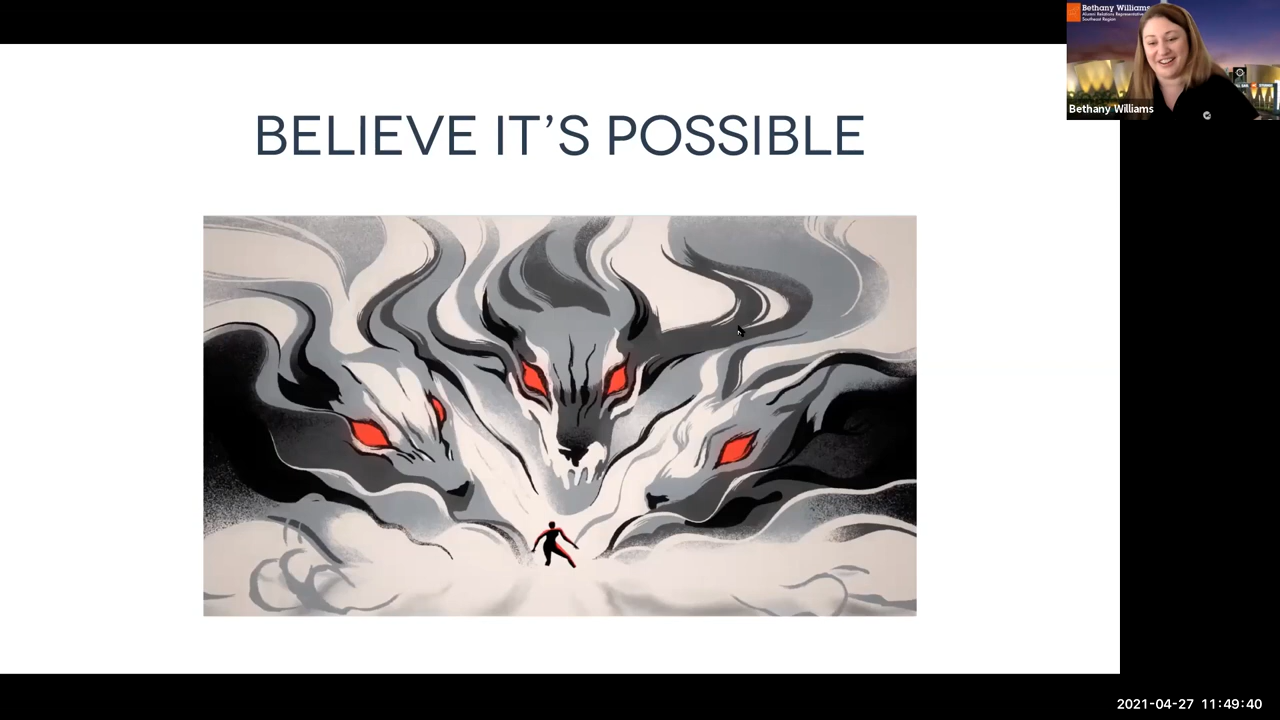 BELIEVE IT’S POSSIBLE
Bethany Williams
Alumni Relations Representative
Southeast Region
Bethany Williams
2021-04-27 11:49:40